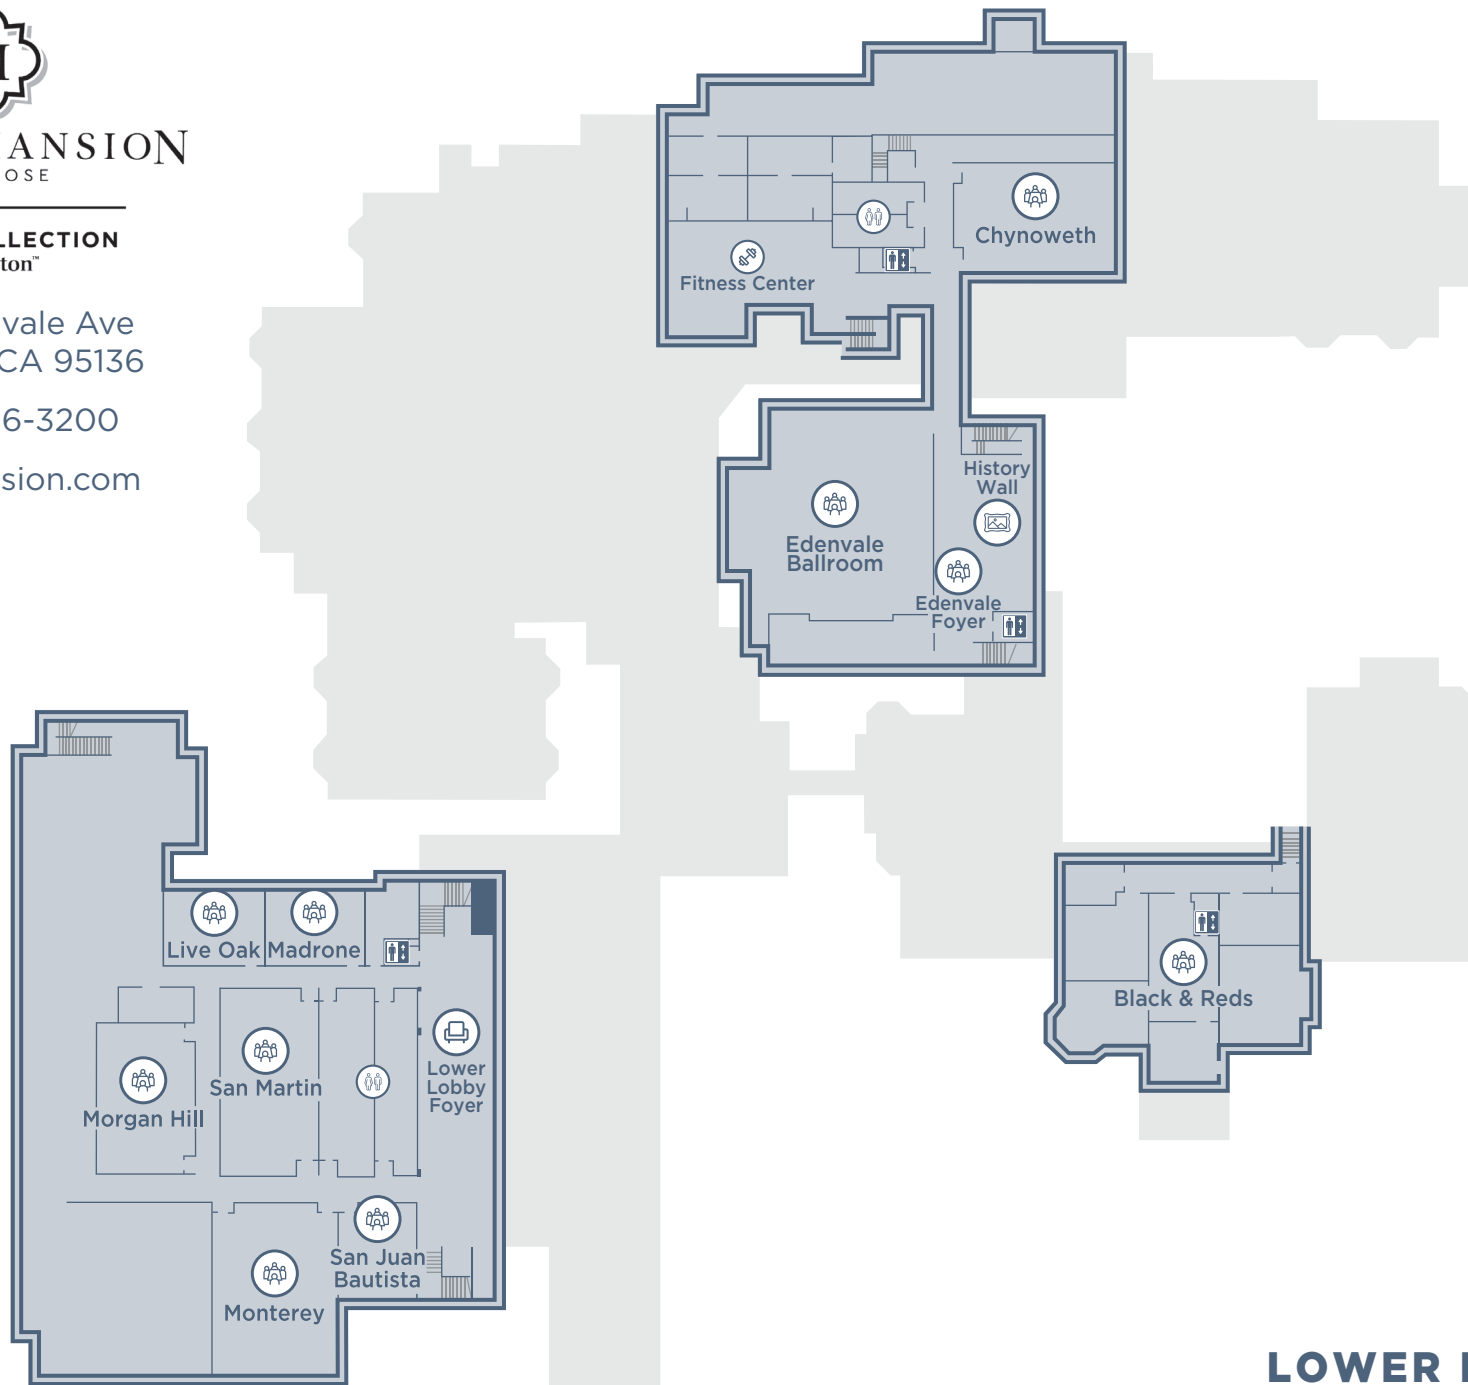 ANSION
OSE
LLECTION
ton™
vale Ave
CA 95136
6-3200
sion.com
Chynoweth
Fitness Center
History
Wall
Edenvale
Ballroom
Edenvale
Foyer
Live Oak
Madrone
Black & Reds
Lower
Lobby
Foyer
San Martin
Morgan Hill
San Juan
Bautista
Monterey
LOWER